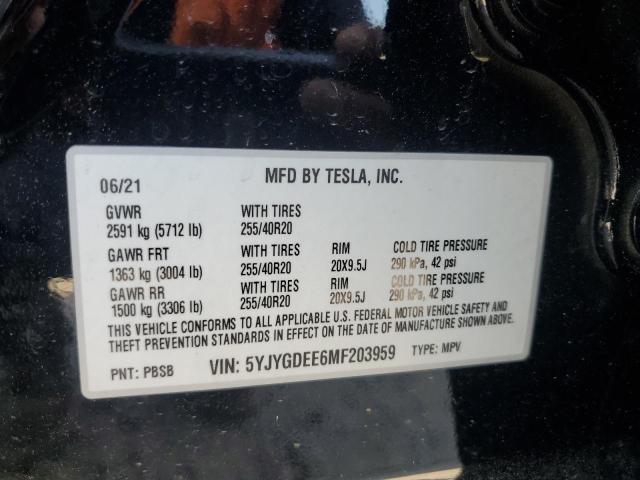 06/21 MFD BY TESLA, INC.
GVWR WITH TIRES
2591 kg (5712 lb) 255/40R20
GAWR FRT WITH TIRES RIM COLD TIRE PRESSURE
1363 kg (3004 lb) 255/40R20 20X9.5J 290 kPa, 42 psi
GAWR RR WITH TIRES RIM COLD TIRE PRESSURE
1500 kg (3306 lb) 255/40R20 20X9.5J 290 kPa, 42 psi
THIS VEHICLE CONFORMS TO ALL APPLICABLE U.S. FEDERAL MOTOR VEHICLE SAFETY AND
THEFT PREVENTION STANDARDS IN EFFECT ON THE DATE OF MANUFACTURE SHOWN ABOVE.
PNT: PBSB VIN: 5YJYGDEE6MF203959 TYPE: MPV